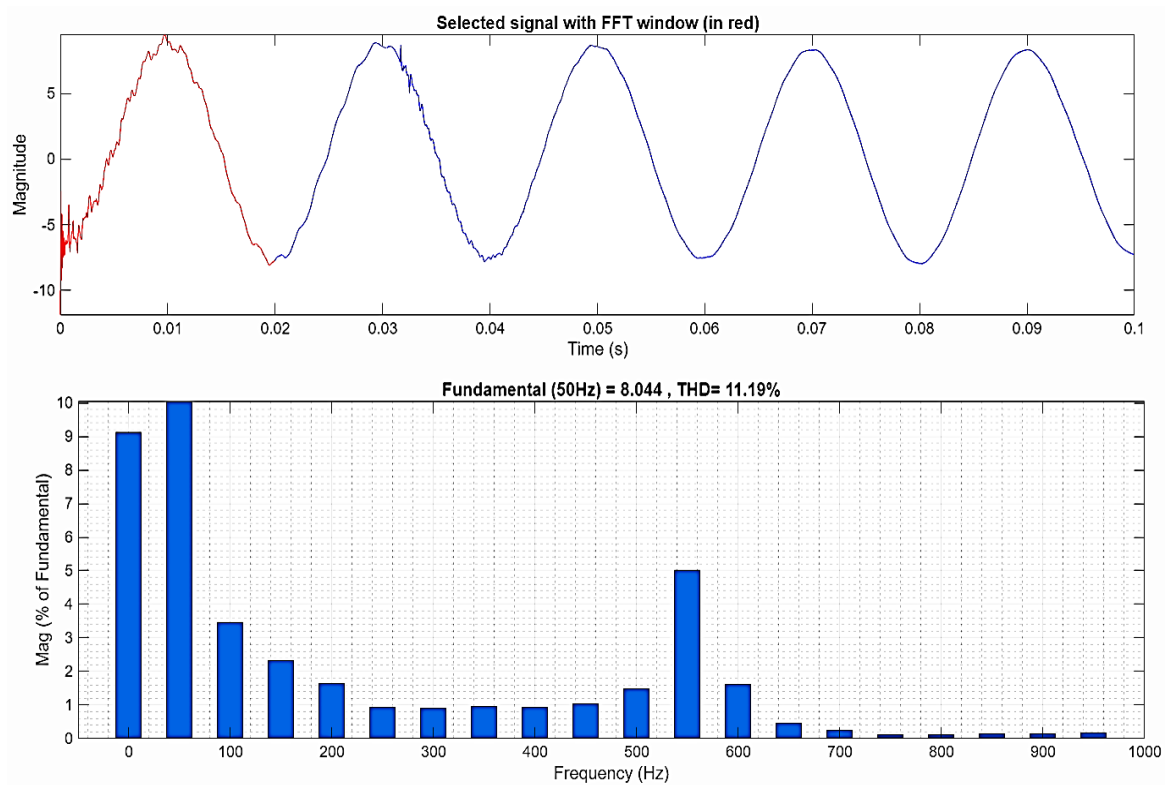 Selected signal with FFT window (in red)
Magnitude
5
0
-5
-10
0 0.01 0.02 0.03 0.04 0.05 0.06 0.07 0.08 0.09 0.1
Time (s)
Fundamental (50Hz) = 8.044 , THD= 11.19%
Mag (% of Fundamental)
10
9
8
7
6
5
4
3
2
1
0
0 100 200 300 400 500 600 700 800 900 1000
Frequency (Hz)